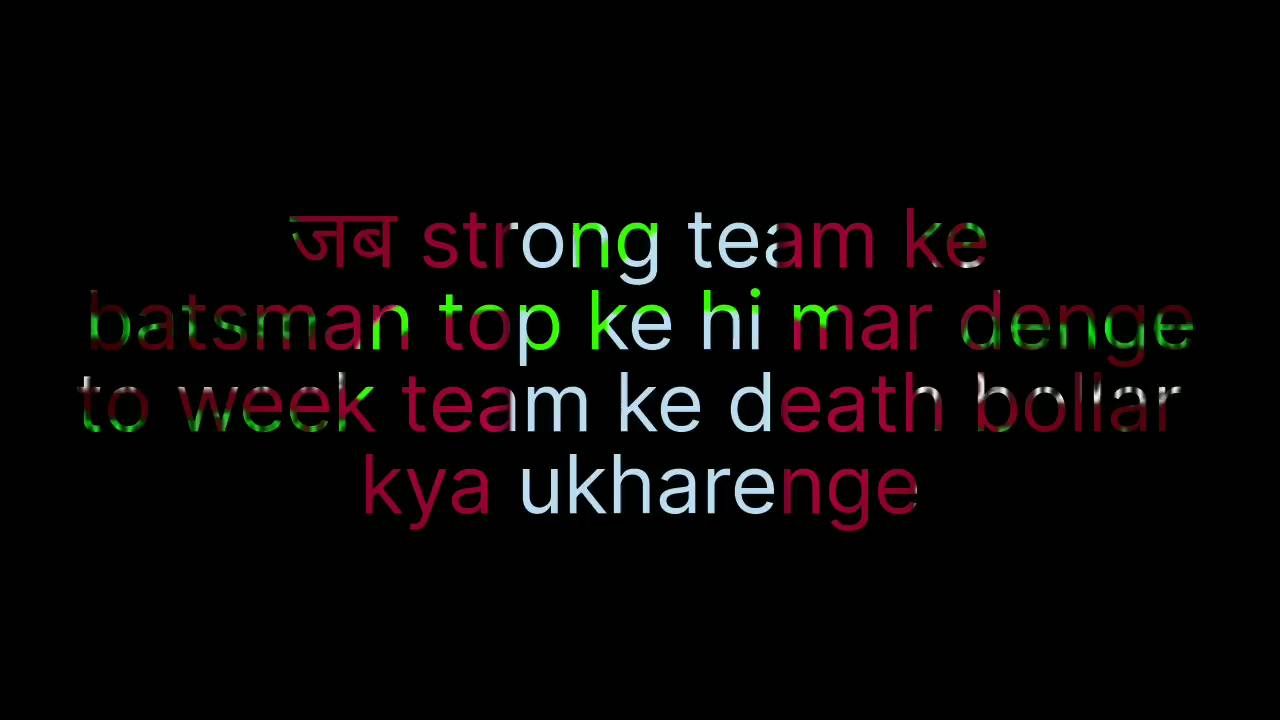 जब strong team ke
batsman top ke hi mar denge
to week team ke death bollar
kya ukharenge